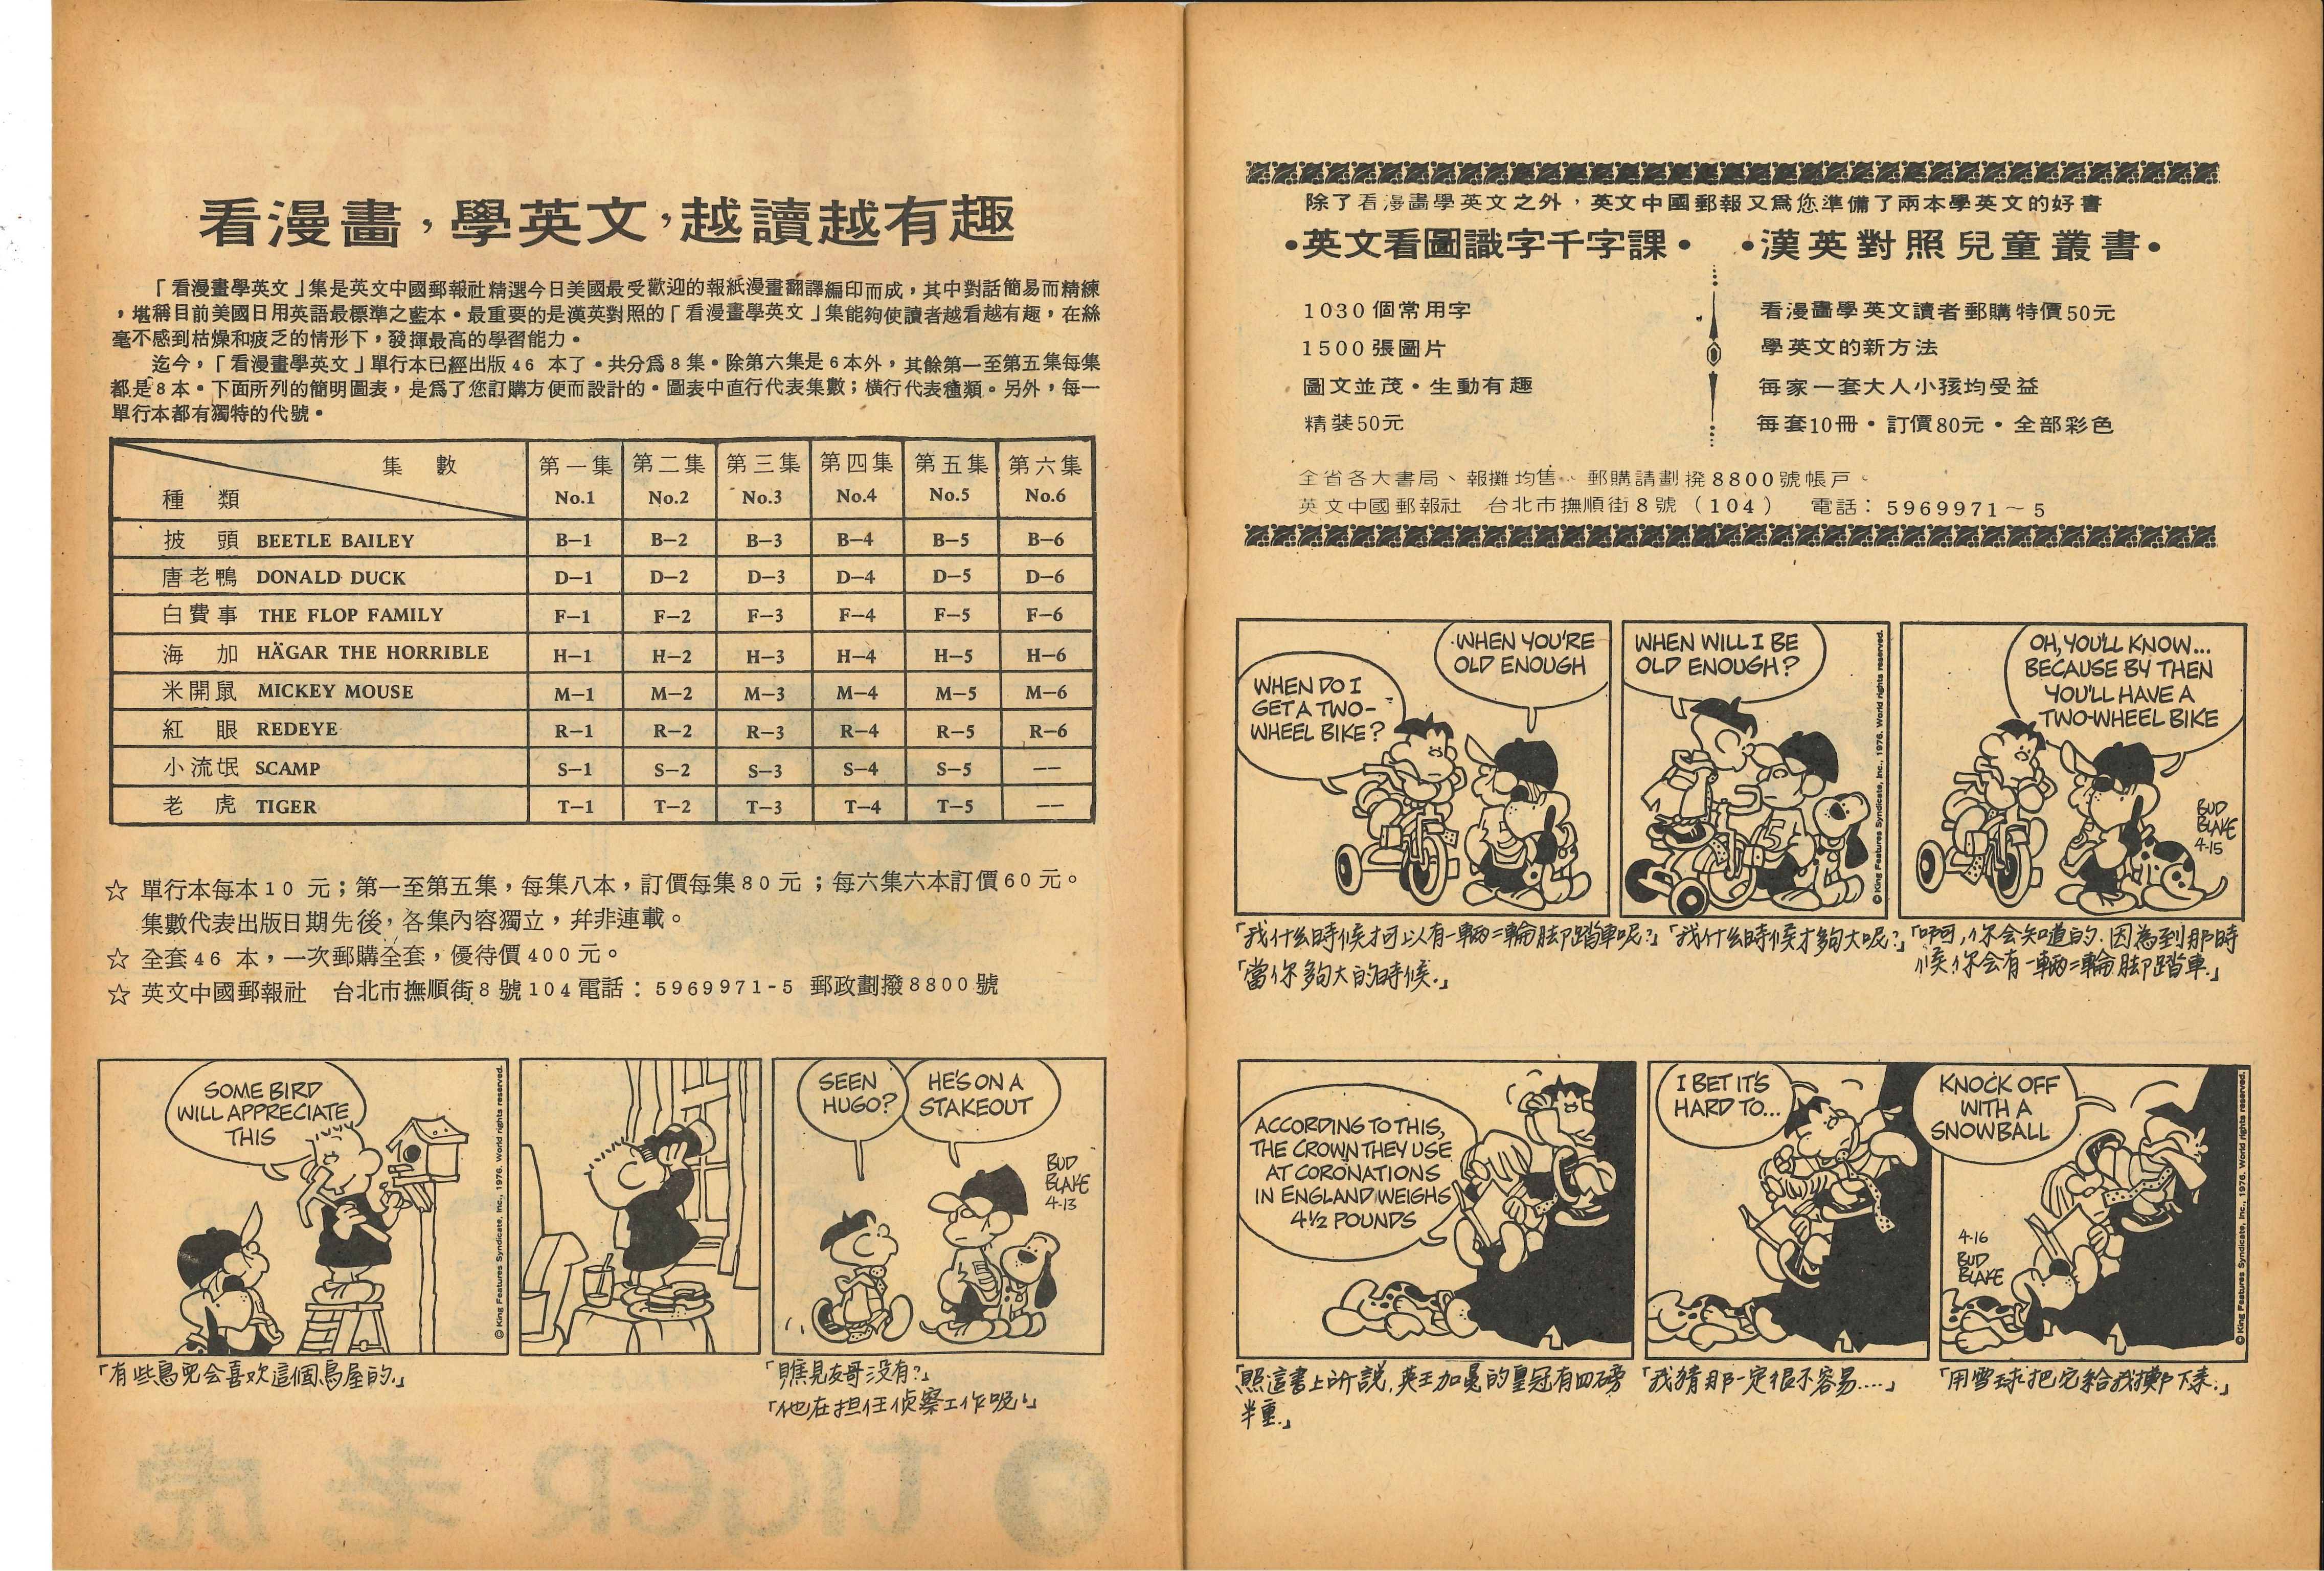 看漫畫，學英文，越讀越有趣
「看漫畫學英文」集是英文中國郵報社精選今日美國最受歡迎的報紙漫畫翻譯編印而成，其中對話簡易而精練
，堪稱目前美國日用英語最標準之藍本。最重要的是漢英對照的「看漫畫學英文」集能夠使讀者越看越有趣，在絲
毫不感到枯燥和疲乏的情形下，發揮最高的學習能力。
迄今，「看漫畫學英文」單行本已經出版46 本了。共分爲8集。除第六集是6本外，其餘第一至第五集每集
都是8本。下面所列的簡明圖表，是爲了您訂購方便而設計的。圖表中直行代表集數；橫行代表種類。另外，每一
單行本都有獨特的代號。
集 數 第一集 第二集 第三集 第四集 第五集 第六集
種 類 No.1 No.2 No.3 No.4 No.5 No.6
披 頭 BEETLE BAILEY B—1 B—2 B—3 B—4 B—5 B—6
唐老鴨 DONALD DUCK D—1 D—2 D—3 D—4 D—5 D—6
白費事 THE FLOP FAMILY F—1 F—2 F—3 F—4 F—5 F—6
海 加 HÄGAR THE HORRIBLE H—1 H—2 H—3 H—4 H—5 H—6
米開鼠 MICKEY MOUSE M—1 M—2 M—3 M—4 M—5 M—6
紅 眼 REDEYE R—1 R—2 R—3 R—4 R—5 R—6
小流氓 SCAMP S—1 S—2 S—3 S—4 S—5 ——
老 虎 TIGER T—1 T—2 T—3 T—4 T—5 ——
☆ 單行本每本10 元；第一至第五集，每集八本，訂價每集80元；每六集六本訂價60元。
集數代表出版日期先後，各集內容獨立，幷非連載。
☆ 全套46 本，一次郵購全套，優待價400元。
☆ 英文中國郵報社 台北市撫順街8號104電話：5969971-5 郵政劃撥8800號
SOME BIRD
WILL APPRECIATE
THIS
© King Features Syndicate, Inc., 1976. World rights reserved.
SEEN
HUGO?
HE'S ON A
STAKEOUT
BUD
BLAKE
4-13
「有些鳥兒会喜欢這個鳥屋的.」
「瞧見友哥沒有?」
「他在担任偵察工作呢!」
老虎 TIGER
除了看漫畫學英文之外，英文中國郵報又爲您準備了兩本學英文的好書
•英文看圖識字千字課•
•漢英對照兒童叢書•
1030個常用字
1500張圖片
圖文並茂。生動有趣
精裝50元
看漫畫學英文讀者郵購特價50元
學英文的新方法
每家一套大人小孩均受益
每套10冊。訂價80元。全部彩色
全省各大書局、報攤均售、郵購請劃撥8800號帳戸。
英文中國郵報社 台北市撫順街8號（104） 電話：5969971～5
WHEN DO I
GET A TWO-
WHEEL BIKE?
WHEN YOU'RE
OLD ENOUGH
WHEN WILL I BE
OLD ENOUGH?
© King Features Syndicate, Inc., 1976. World rights reserved.
OH, YOU'LL KNOW...
BECAUSE BY THEN
YOU'LL HAVE A
TWO-WHEEL BIKE
BUD
BLAKE
4-15
「我什么時候才可以有一輛二輪脚踏車呢?」
「當你夠大的時候.」
「我什么時候才夠大呢?」
「啊,你会知道的.因為到那時
候你会有一輛二輪脚踏車.」
ACCORDING TO THIS,
THE CROWN THEY USE
AT CORONATIONS
IN ENGLAND WEIGHS
4½ POUNDS
I BET IT'S
HARD TO...
KNOCK OFF
WITH A
SNOWBALL
4-16
BUD
BLAKE
© King Features Syndicate, Inc., 1976. World rights reserved.
「照這書上所説,英王加冕的皇冠有四磅
半重.」
「我猜那一定很不容易....」
「用雪球把它給我擲下来.」